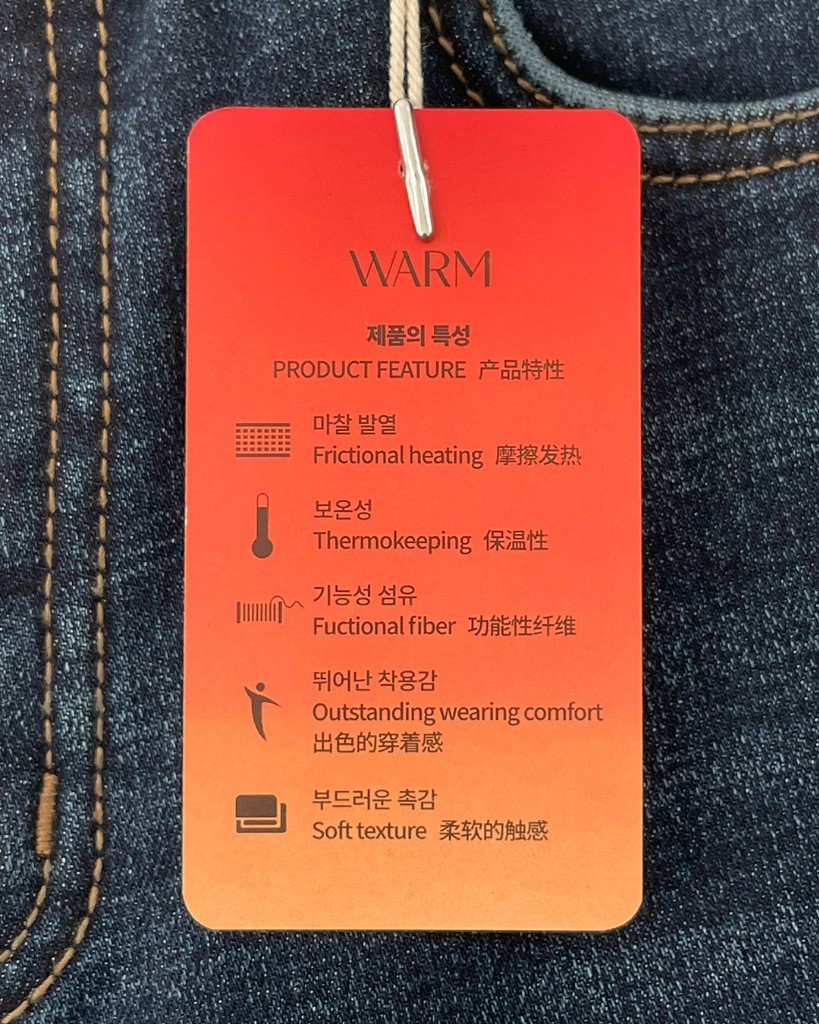 WARM
제품의 특성
PRODUCT FEATURE 产品特性
마찰 발열
Frictional heating 摩擦发热
보온성
Thermokeeping 保温性
기능성 섬유
Fuctional fiber 功能性纤维
뛰어난 착용감
Outstanding wearing comfort
出色的穿着感
부드러운 촉감
Soft texture 柔软的触感